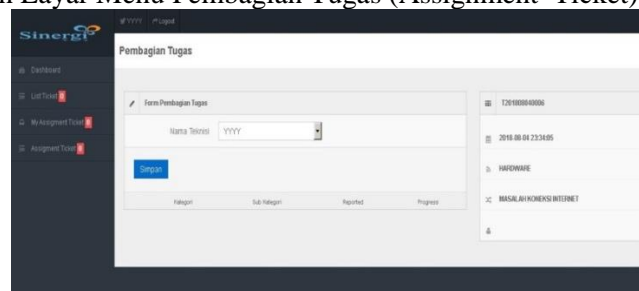 n Layar Menu Pembagian Tugas (Assignment Ticket)
Sinergi
YYYY Logout
Pembagian Tugas
Dashboard
List Ticket
My Assigment Ticket
Assigment Ticket
Form Pembagian Tugas
Nama Teknisi YYYY
Simpan
Kategori Sub Kategori Reported Progress
T201808040006
2018-08-04 23:34:05
HARDWARE
MASALAH KONEKSI INTERNET